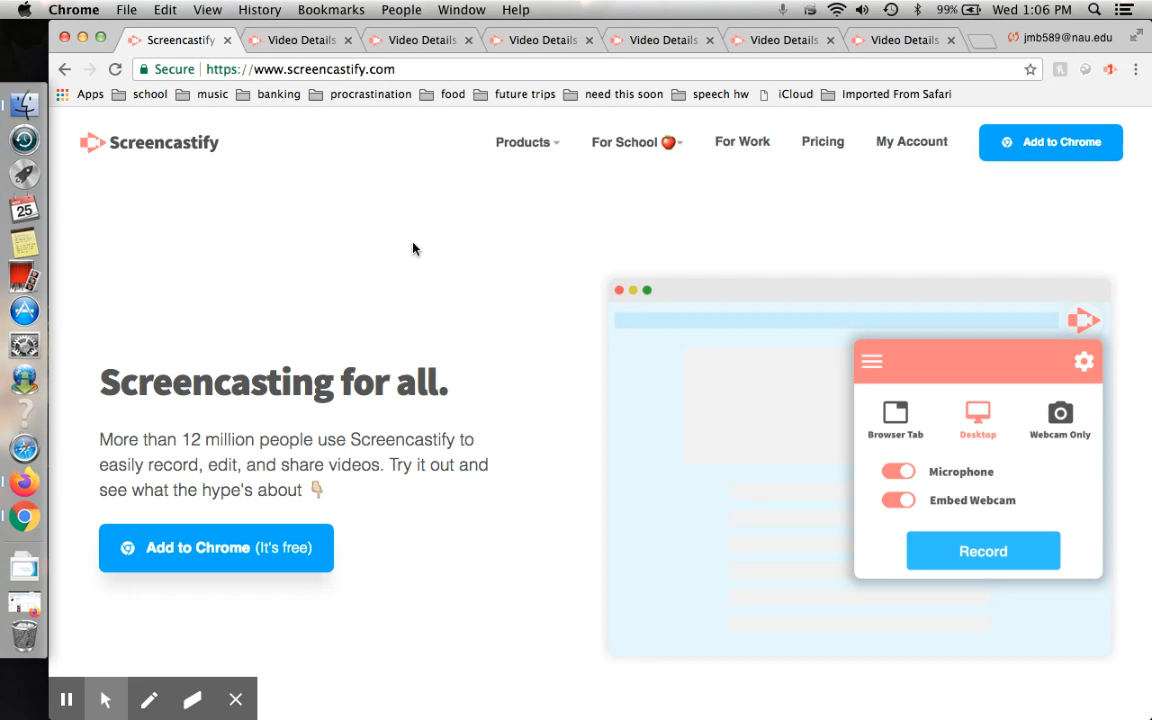 Chrome File Edit View History Bookmarks People Window Help 99% Wed 1:06 PM
Screencastify Video Details Video Details Video Details Video Details Video Details Video Details jmb589@nau.edu
Secure https://www.screencastify.com
Apps school music banking procrastination food future trips need this soon speech hw iCloud Imported From Safari
Screencastify Products For School For Work Pricing My Account Add to Chrome
25
Screencasting for all.
More than 12 million people use Screencastify to
easily record, edit, and share videos. Try it out and
see what the hype's about
Add to Chrome (It's free)
Browser Tab Desktop Webcam Only
Microphone
Embed Webcam
Record